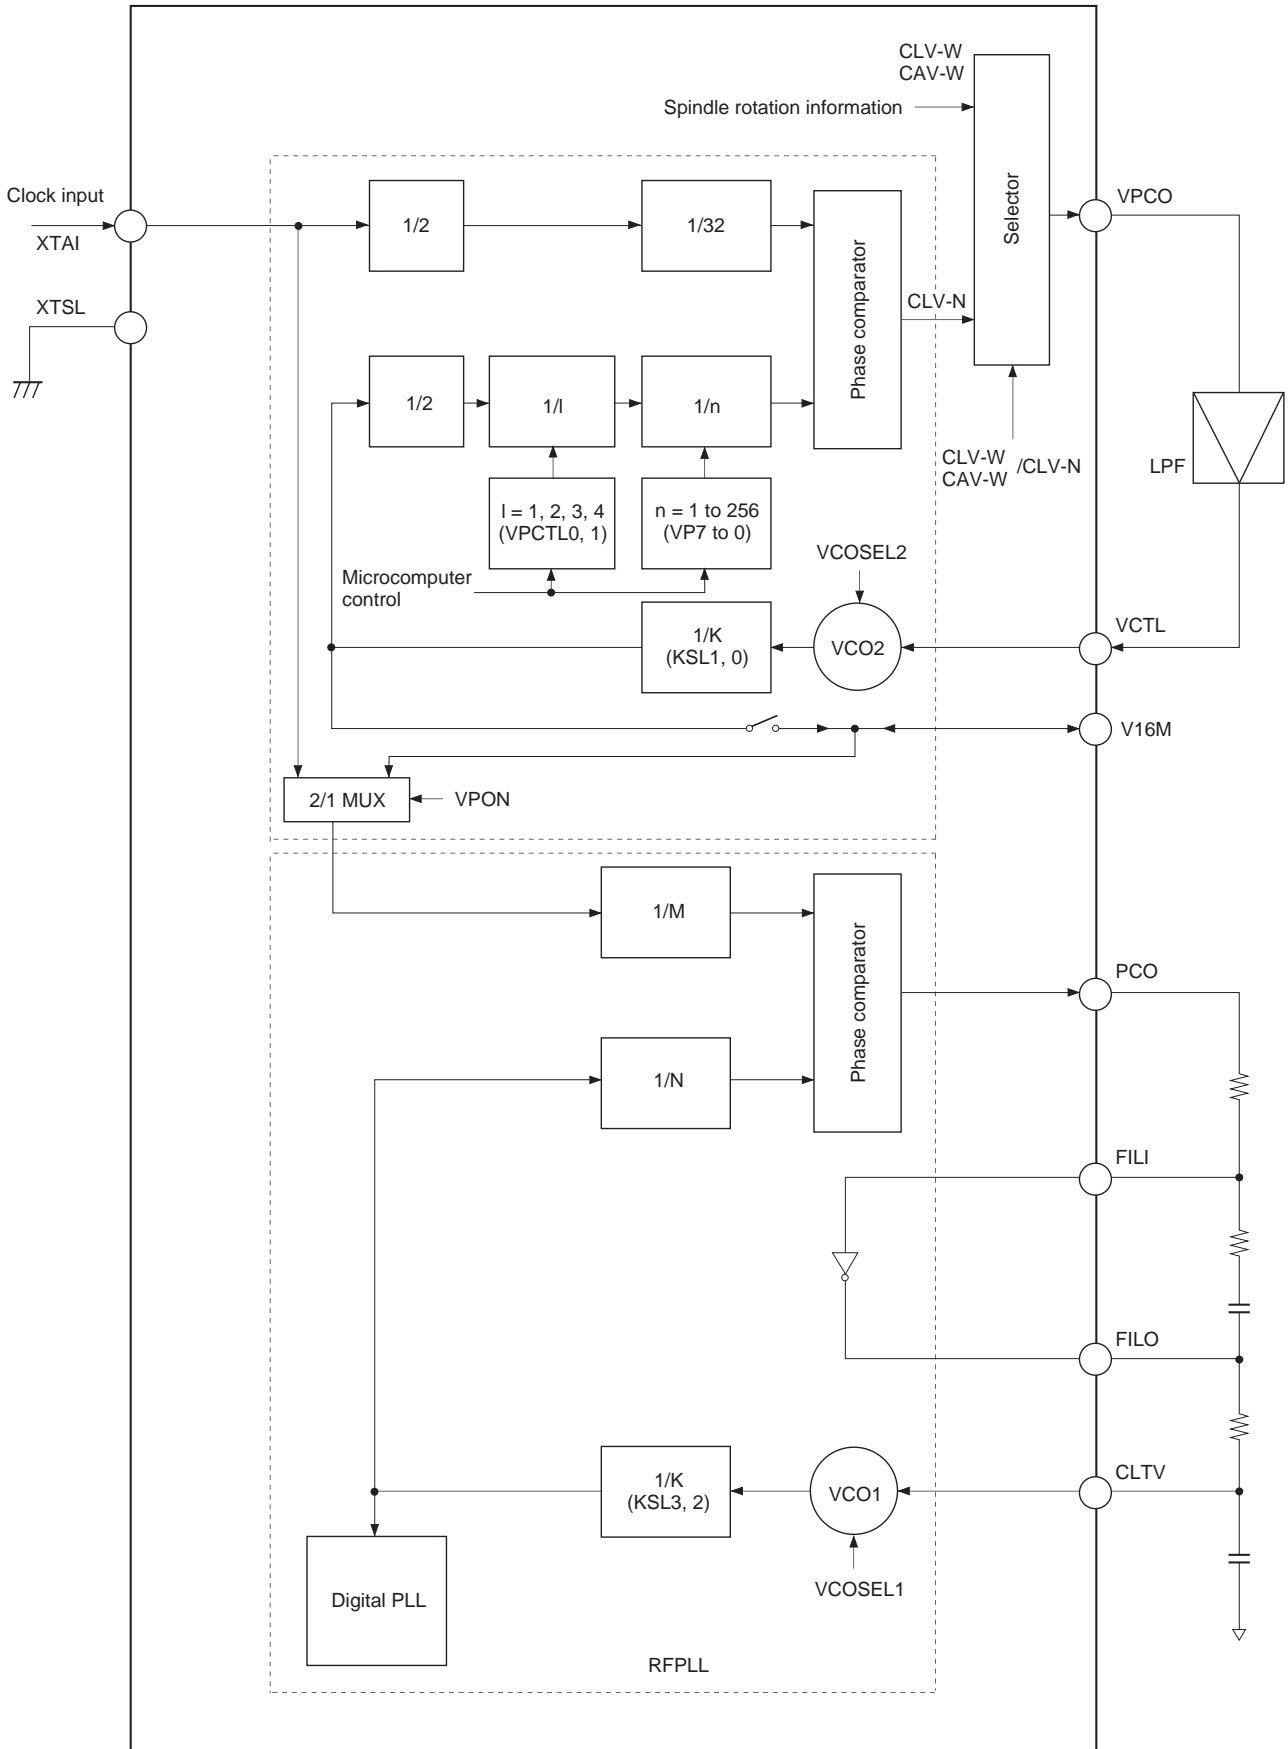 CLV-W
CAV-W
Spindle rotation information
Selector
Clock input
XTAI
XTSL
1/2
1/32
Phase comparator
CLV-N
VPCO
1/2
1/l
1/n
l = 1, 2, 3, 4
(VPCTL0, 1)
n = 1 to 256
(VP7 to 0)
CLV-W
CAV-W
/CLV-N
LPF
Microcomputer
control
VCOSEL2
1/K
(KSL1, 0)
VCO2
VCTL
V16M
2/1 MUX
VPON
1/M
Phase comparator
PCO
1/N
FILI
FILO
1/K
(KSL3, 2)
VCO1
CLTV
VCOSEL1
Digital PLL
RFPLL